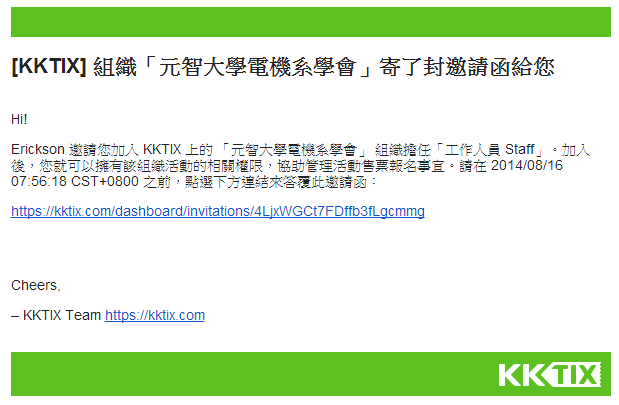 [KKTIX] 組織「元智大學電機系學會」寄了封邀請函給您
Hi!
Erickson 邀請您加入 KKTIX 上的 「元智大學電機系學會」 組織擔任「工作人員 Staff」。加入
後，您就可以擁有該組織活動的相關權限，協助管理活動售票報名事宜。請在 2014/08/16
07:56:18 CST+0800 之前，點選下方連結來答覆此邀請函：
https://kktix.com/dashboard/invitations/4LjxWGCt7FDffb3fLgcmmg
Cheers,
– KKTIX Team https://kktix.com
KKTIX